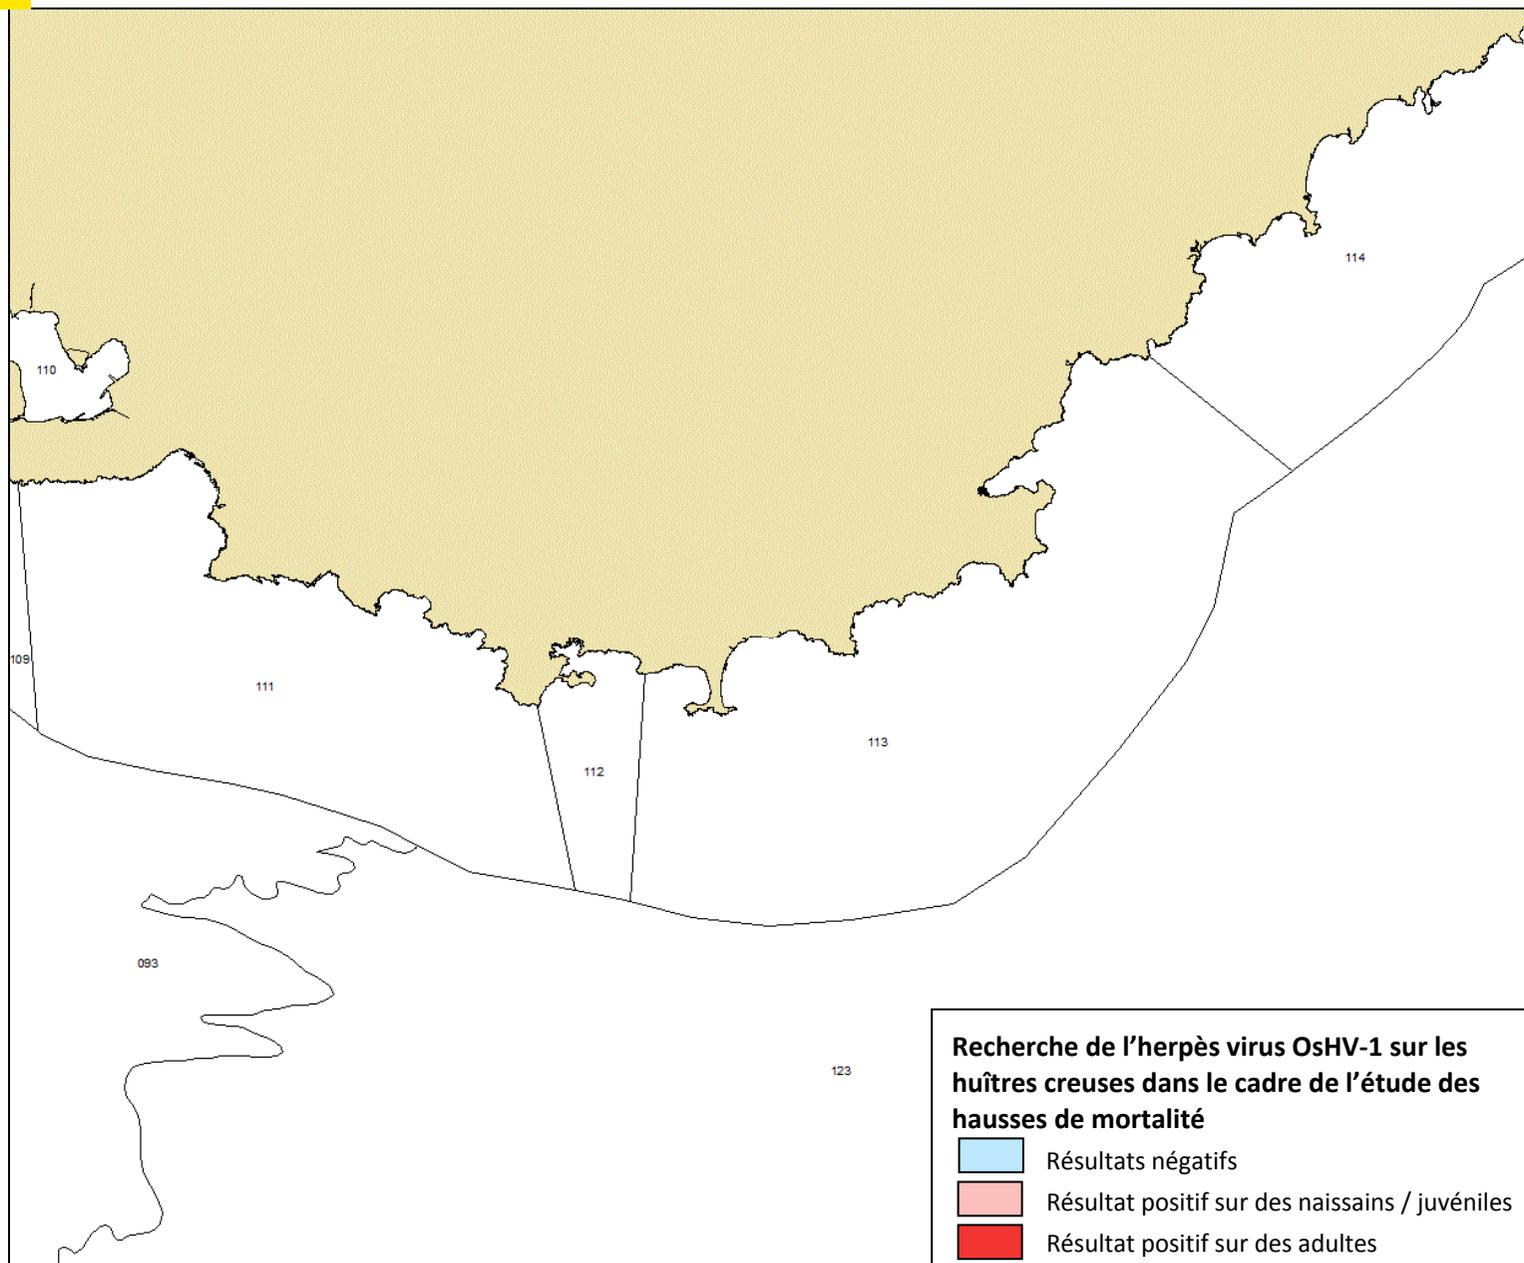 114
110
109
111
112
113
093
123
Recherche de l’herpès virus OsHV-1 sur les
huîtres creuses dans le cadre de l’étude des
hausses de mortalité
Résultats négatifs
Résultat positif sur des naissains / juvéniles
Résultat positif sur des adultes